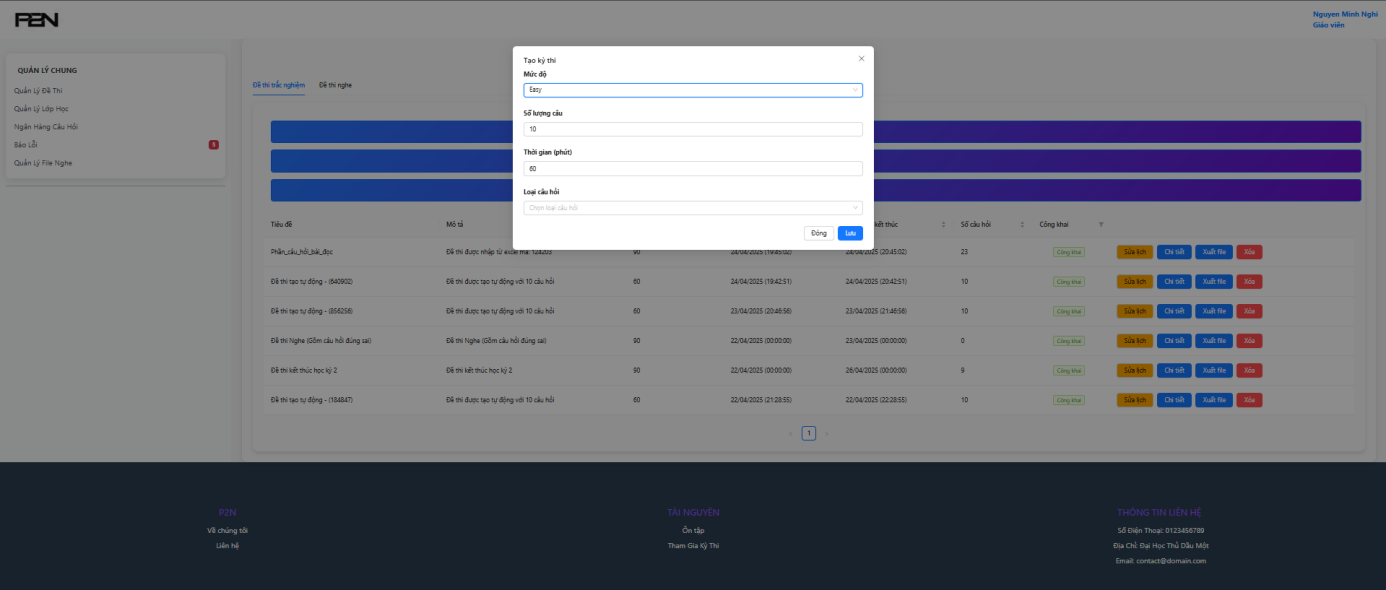 P2N
Nguyen Minh Nghi
Giáo viên
QUẢN LÝ CHUNG
Quản Lý Đề Thi
Quản Lý Lớp Học
Ngân Hàng Câu Hỏi
Báo Lỗi
5
Quản Lý File Nghe
Đề thi trắc nghiệm Đề thi nghe
Tạo kỳ thi
Mức độ
Easy
Số lượng câu
10
Thời gian (phút)
60
Loại câu hỏi
Chọn loại câu hỏi
Đóng Lưu
Tiêu đề Mô tả kết thúc Số câu hỏi Công khai
Phần_câu_hỏi_bài_đọc Đề thi được nhập từ excle mã: 124203 90 24/04/2025 (19:45:02) 24/04/2025 (20:45:02) 23 Công khai Sửa lịch Chi tiết Xuất file Xóa
Đề thi tạo tự động - (640902) Đề thi được tạo tự động với 10 câu hỏi 60 24/04/2025 (19:42:51) 24/04/2025 (20:42:51) 10 Công khai Sửa lịch Chi tiết Xuất file Xóa
Đề thi tạo tự động - (856256) Đề thi được tạo tự động với 10 câu hỏi 60 23/04/2025 (20:46:56) 23/04/2025 (21:46:56) 10 Công khai Sửa lịch Chi tiết Xuất file Xóa
Đề thi Nghe (Gồm câu hỏi đúng sai) Đề thi Nghe (Gồm câu hỏi đúng sai) 90 22/04/2025 (00:00:00) 23/04/2025 (00:00:00) 0 Công khai Sửa lịch Chi tiết Xuất file Xóa
Đề thi kết thúc học kỳ 2 Đề thi kết thúc học kỳ 2 90 22/04/2025 (00:00:00) 26/04/2025 (00:00:00) 9 Công khai Sửa lịch Chi tiết Xuất file Xóa
Đề thi tạo tự động - (184847) Đề thi được tạo tự động với 10 câu hỏi 60 22/04/2025 (21:28:55) 22/04/2025 (22:28:55) 10 Công khai Sửa lịch Chi tiết Xuất file Xóa
1
P2N TÀI NGUYÊN THÔNG TIN LIÊN HỆ
Về chúng tôi Ôn tập Số Điện Thoại: 0123456789
Liên hệ Tham Gia Kỳ Thi Địa Chỉ: Đại Học Thủ Dầu Một
Email: contact@domain.com